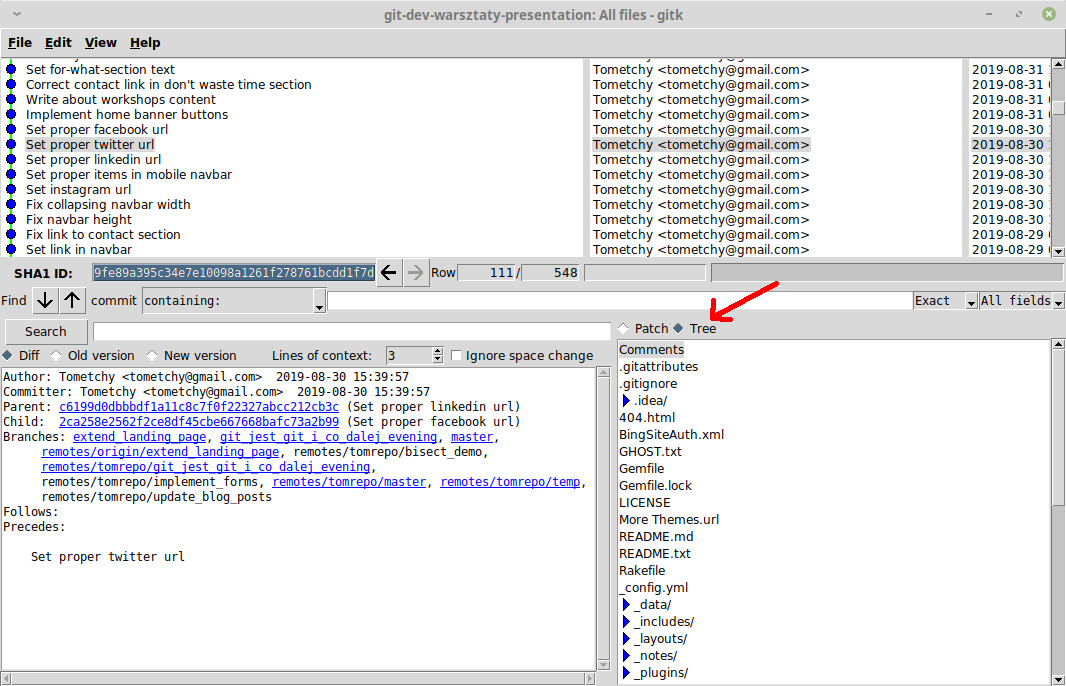 git-dev-warsztaty-presentation: All files - gitk
File Edit View Help
Set for-what-section text Tometchy <tometchy@gmail.com> 2019-08-31
Correct contact link in don't waste time section Tometchy <tometchy@gmail.com> 2019-08-31
Write about workshops content Tometchy <tometchy@gmail.com> 2019-08-31
Implement home banner buttons Tometchy <tometchy@gmail.com> 2019-08-31
Set proper facebook url Tometchy <tometchy@gmail.com> 2019-08-30
Set proper twitter url Tometchy <tometchy@gmail.com> 2019-08-30
Set proper linkedin url Tometchy <tometchy@gmail.com> 2019-08-30
Set proper items in mobile navbar Tometchy <tometchy@gmail.com> 2019-08-30
Set instagram url Tometchy <tometchy@gmail.com> 2019-08-30
Fix collapsing navbar width Tometchy <tometchy@gmail.com> 2019-08-30
Fix navbar height Tometchy <tometchy@gmail.com> 2019-08-30
Fix link to contact section Tometchy <tometchy@gmail.com> 2019-08-29
Set link in navbar Tometchy <tometchy@gmail.com> 2019-08-29
SHA1 ID: 9fe89a395c34e7e10098a1261f278761bcdd1f7d Row 111 / 548
Find commit containing: Exact All fields
Search
Diff Old version New version Lines of context: 3 Ignore space change
Author: Tometchy <tometchy@gmail.com> 2019-08-30 15:39:57
Committer: Tometchy <tometchy@gmail.com> 2019-08-30 15:39:57
Parent: c6199d0dbbbdf1a11c8c7f0f22327abcc212cb3c (Set proper linkedin url)
Child: 2ca258e2562f2ce8df45cbe667668bafc73a2b99 (Set proper facebook url)
Branches: extend_landing_page, git_jest_git_i_co_dalej_evening, master,
remotes/origin/extend_landing_page, remotes/tomrepo/bisect_demo,
remotes/tomrepo/git_jest_git_i_co_dalej_evening,
remotes/tomrepo/implement_forms, remotes/tomrepo/master, remotes/tomrepo/temp,
remotes/tomrepo/update_blog_posts
Follows:
Precedes:
Set proper twitter url
Patch Tree
Comments
.gitattributes
.gitignore
.idea/
404.html
BingSiteAuth.xml
GHOST.txt
Gemfile
Gemfile.lock
LICENSE
More Themes.url
README.md
README.txt
Rakefile
_config.yml
_data/
_includes/
_layouts/
_notes/
_plugins/